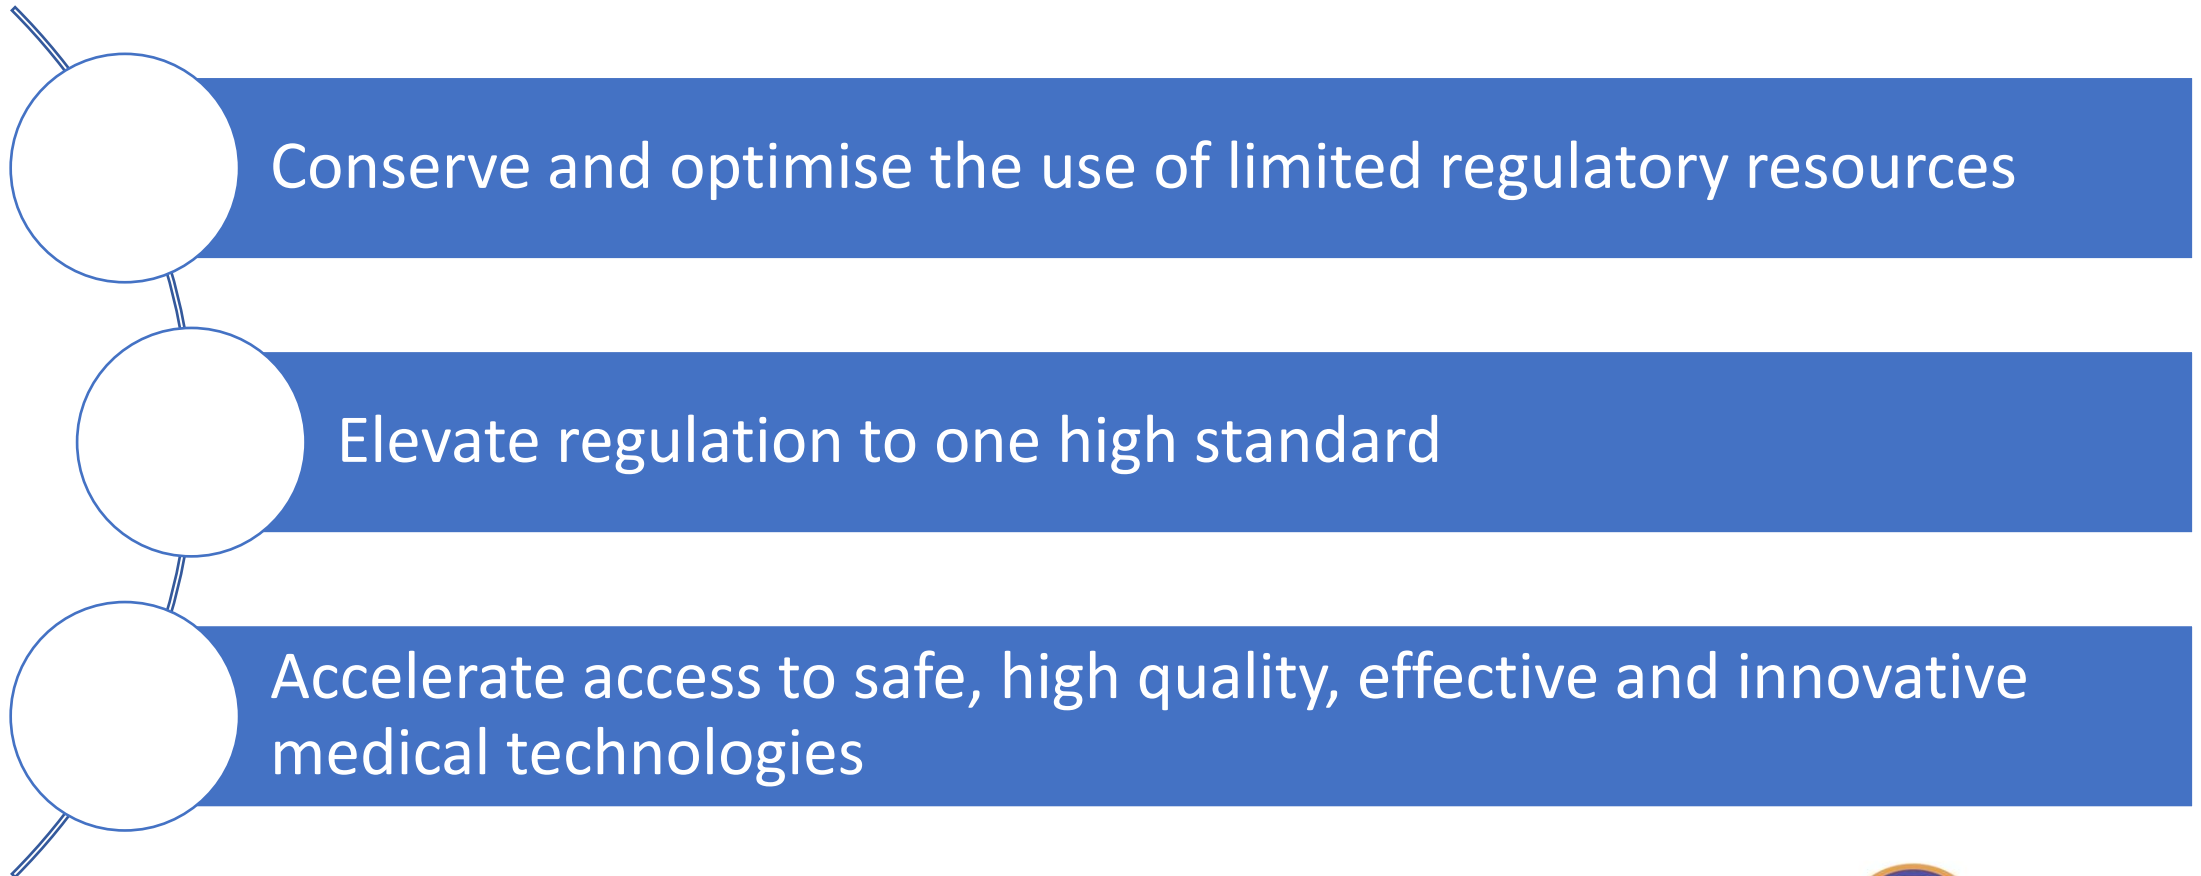 Conserve and optimise the use of limited regulatory resources
Elevate regulation to one high standard
Accelerate access to safe, high quality, effective and innovative
medical technologies